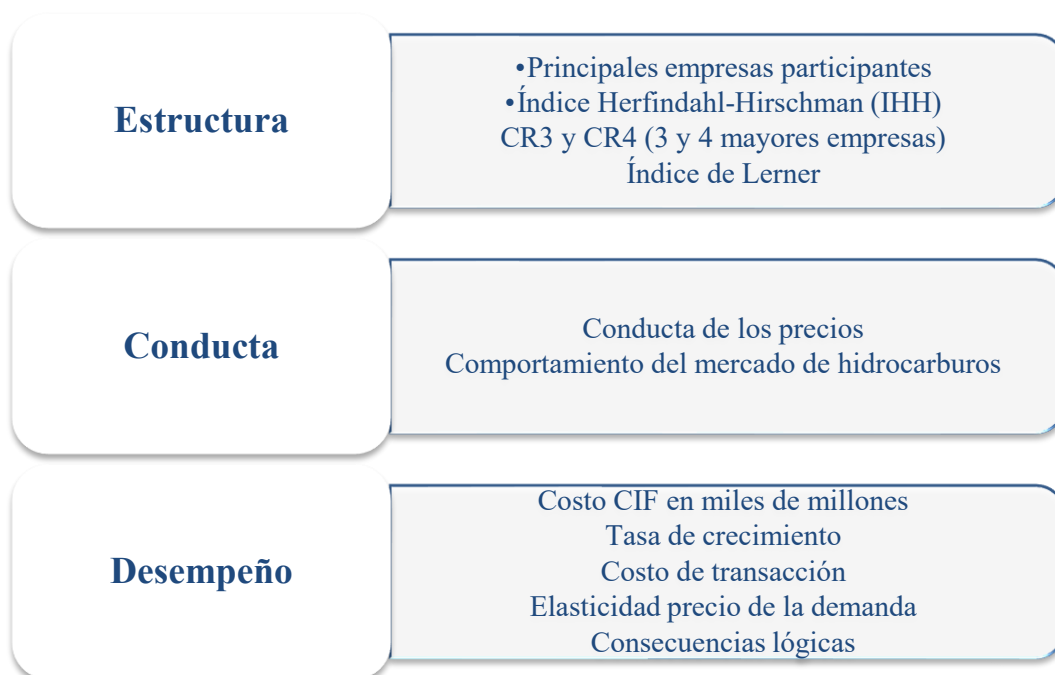 Estructura
•Principales empresas participantes
•Índice Herfindahl-Hirschman (IHH)
CR3 y CR4 (3 y 4 mayores empresas)
Índice de Lerner
Conducta
Conducta de los precios
Comportamiento del mercado de hidrocarburos
Desempeño
Costo CIF en miles de millones
Tasa de crecimiento
Costo de transacción
Elasticidad precio de la demanda
Consecuencias lógicas